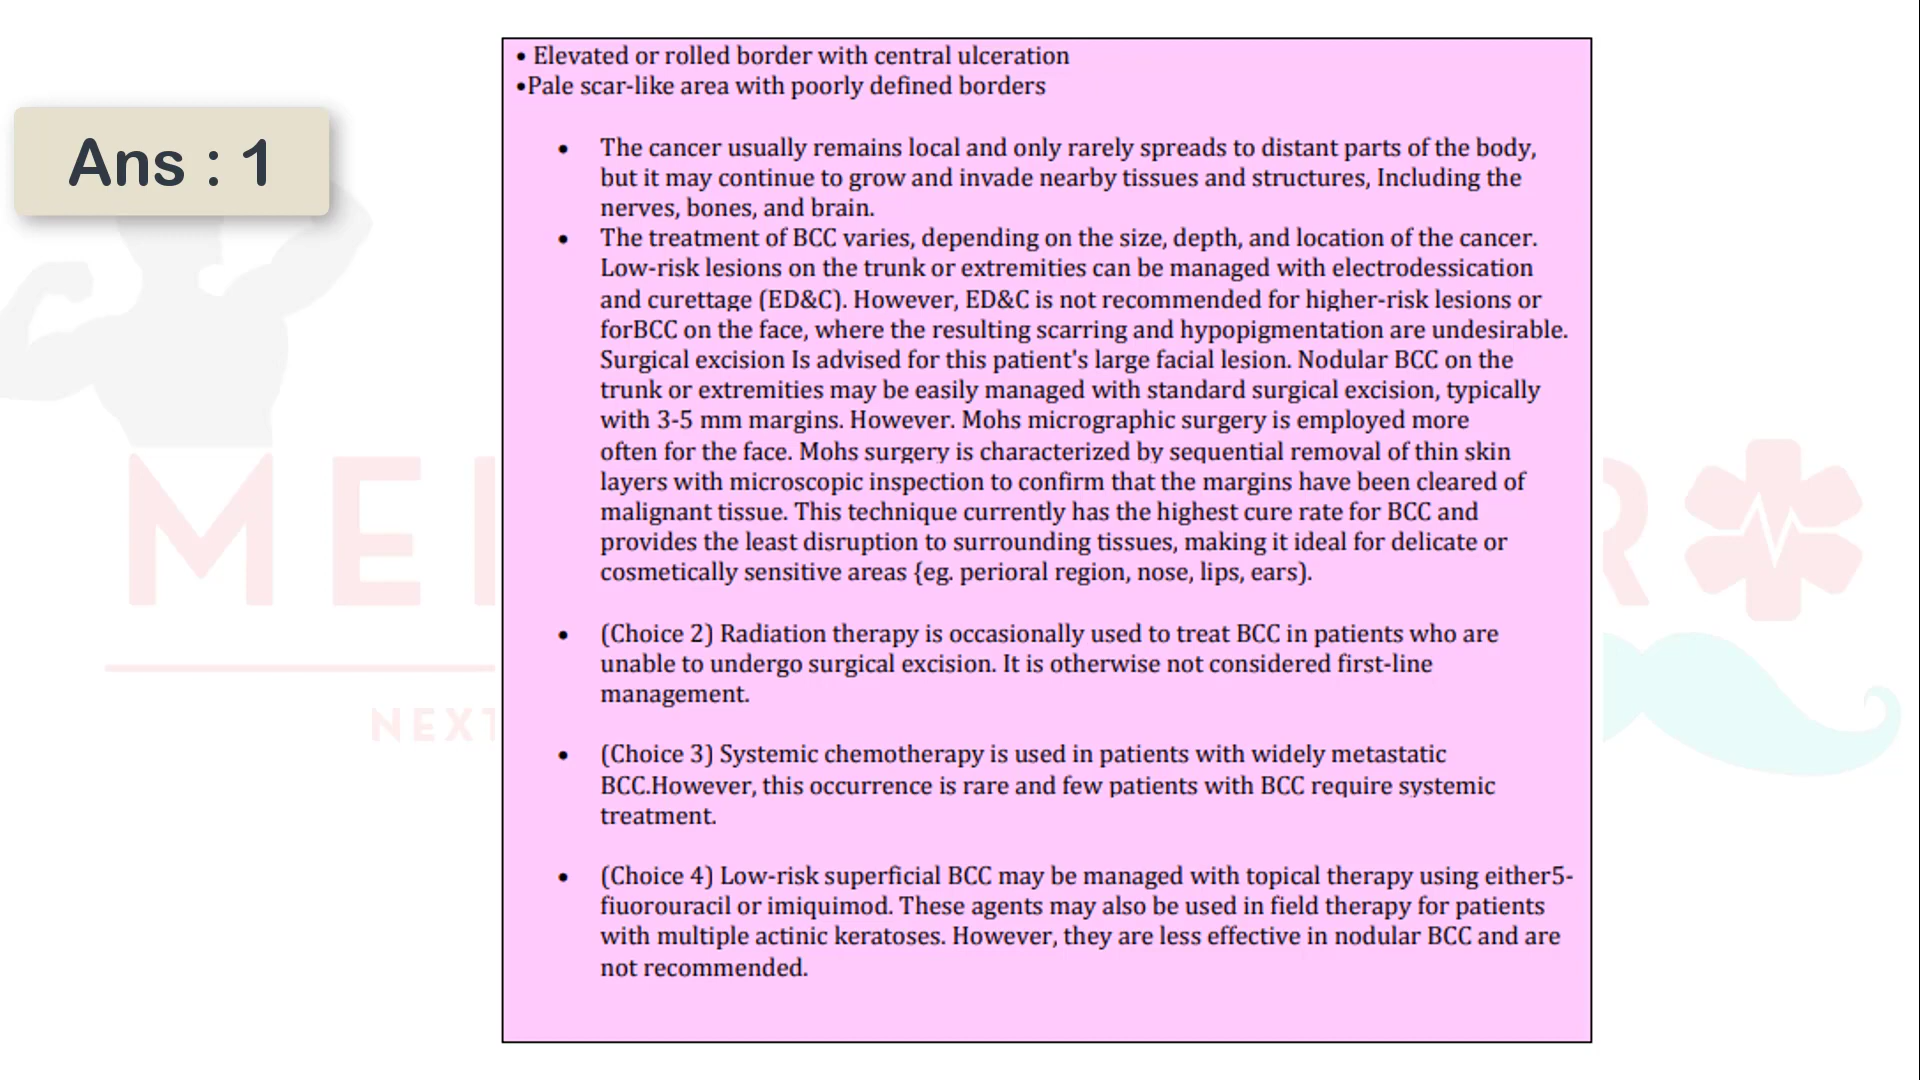 • Elevated or rolled border with central ulceration
•Pale scar-like area with poorly defined borders
Ans : 1
• The cancer usually remains local and only rarely spreads to distant parts of the body,
but it may continue to grow and invade nearby tissues and structures, Including the
nerves, bones, and brain.
• The treatment of BCC varies, depending on the size, depth, and location of the cancer.
Low-risk lesions on the trunk or extremities can be managed with electrodessication
and curettage (ED&C). However, ED&C is not recommended for higher-risk lesions or
forBCC on the face, where the resulting scarring and hypopigmentation are undesirable.
Surgical excision Is advised for this patient's large facial lesion. Nodular BCC on the
trunk or extremities may be easily managed with standard surgical excision, typically
with 3-5 mm margins. However. Mohs micrographic surgery is employed more
often for the face. Mohs surgery is characterized by sequential removal of thin skin
layers with microscopic inspection to confirm that the margins have been cleared of
malignant tissue. This technique currently has the highest cure rate for BCC and
provides the least disruption to surrounding tissues, making it ideal for delicate or
cosmetically sensitive areas {eg. perioral region, nose, lips, ears).
• (Choice 2) Radiation therapy is occasionally used to treat BCC in patients who are
unable to undergo surgical excision. It is otherwise not considered first-line
management.
• (Choice 3) Systemic chemotherapy is used in patients with widely metastatic
BCC.However, this occurrence is rare and few patients with BCC require systemic
treatment.
• (Choice 4) Low-risk superficial BCC may be managed with topical therapy using either5-
fiuorouracil or imiquimod. These agents may also be used in field therapy for patients
with multiple actinic keratoses. However, they are less effective in nodular BCC and are
not recommended.
NEXT